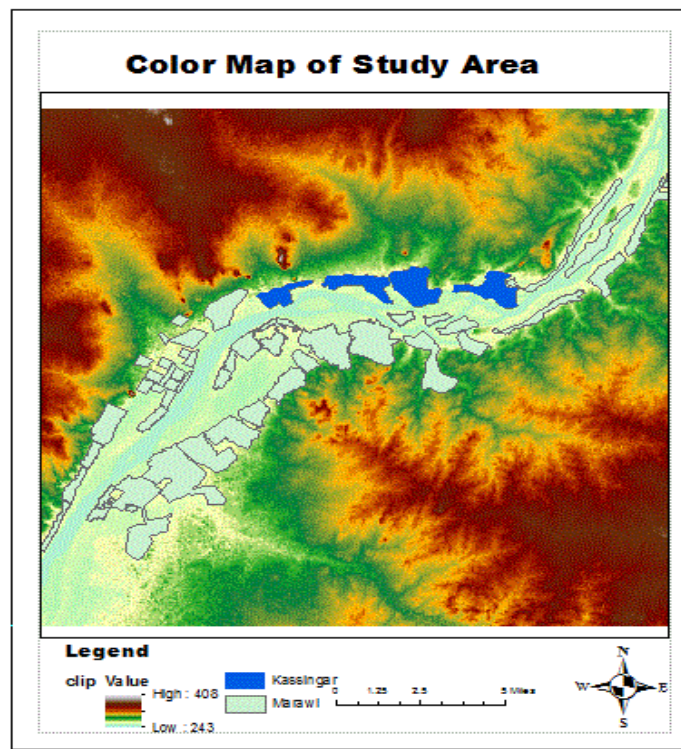 Color Map of Study Area
Legend
clip Value
High : 408
Low : 243
Kassingar
Marawi
0 1.25 2.5 5 Miles
N
W E
S